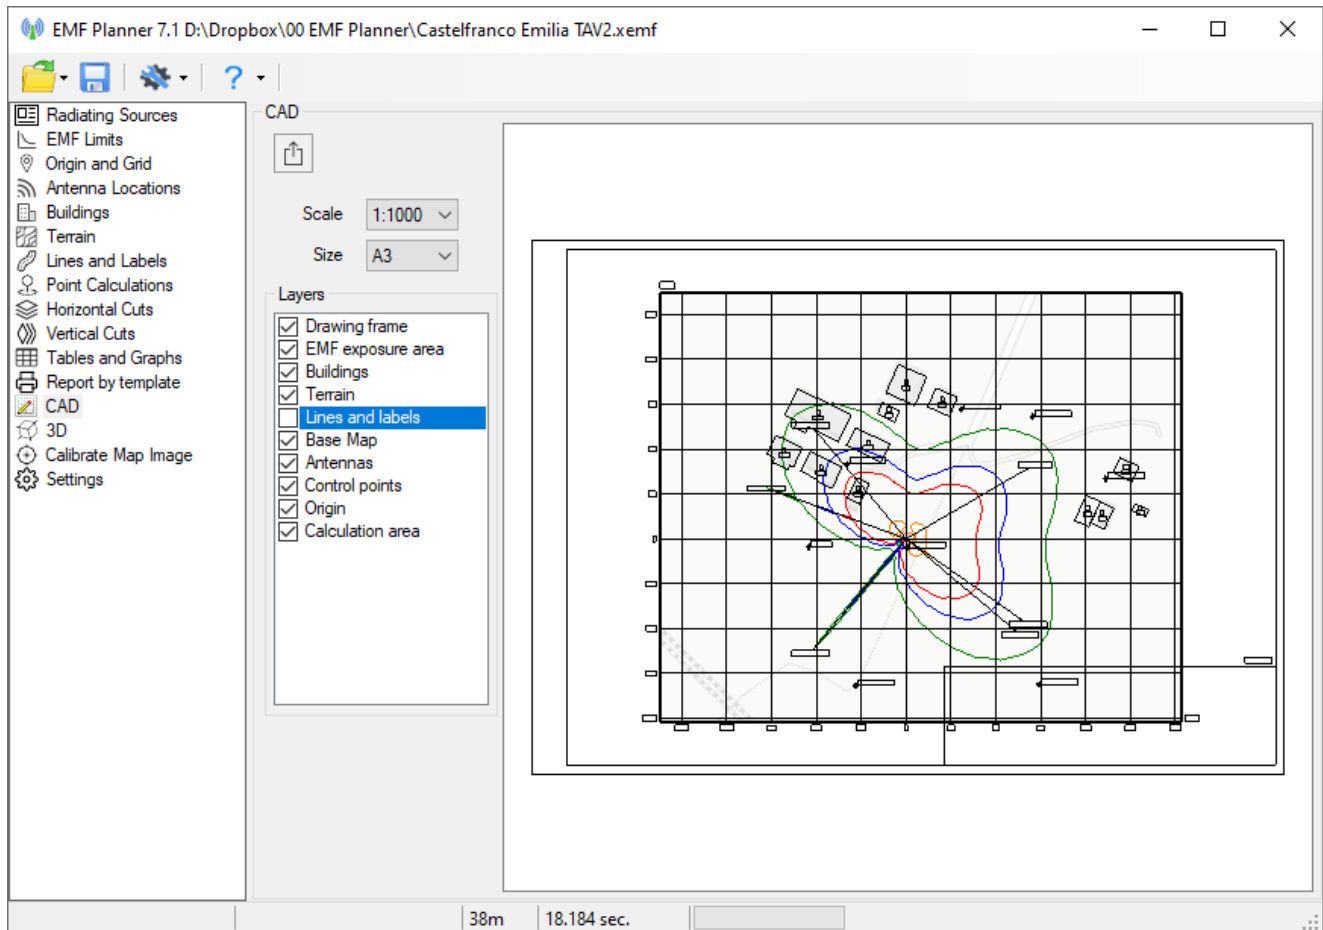 EMF Planner 7.1 D:\Dropbox\00 EMF Planner\Castelfranco Emilia TAV2.xemf
Radiating Sources
EMF Limits
Origin and Grid
Antenna Locations
Buildings
Terrain
Lines and Labels
Point Calculations
Horizontal Cuts
Vertical Cuts
Tables and Graphs
Report by template
CAD
3D
Calibrate Map Image
Settings
CAD
Scale 1:1000
Size A3
Layers
Drawing frame
EMF exposure area
Buildings
Terrain
Lines and labels
Base Map
Antennas
Control points
Origin
Calculation area
38m 18.184 sec.